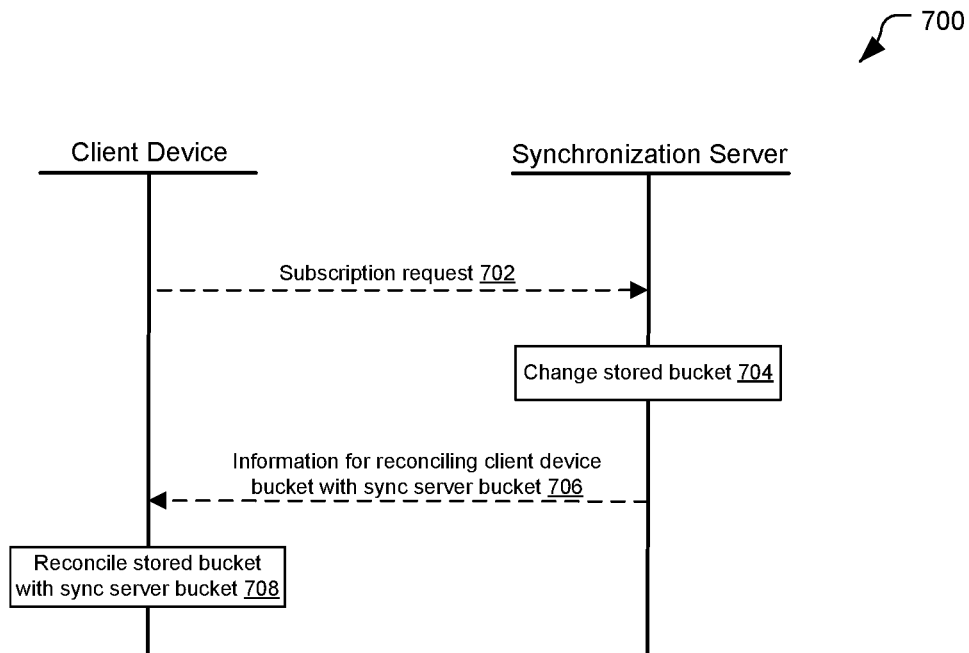 700
Client Device
Synchronization Server
Subscription request 702
Change stored bucket 704
Information for reconciling client device
bucket with sync server bucket 706
Reconcile stored bucket
with sync server bucket 708